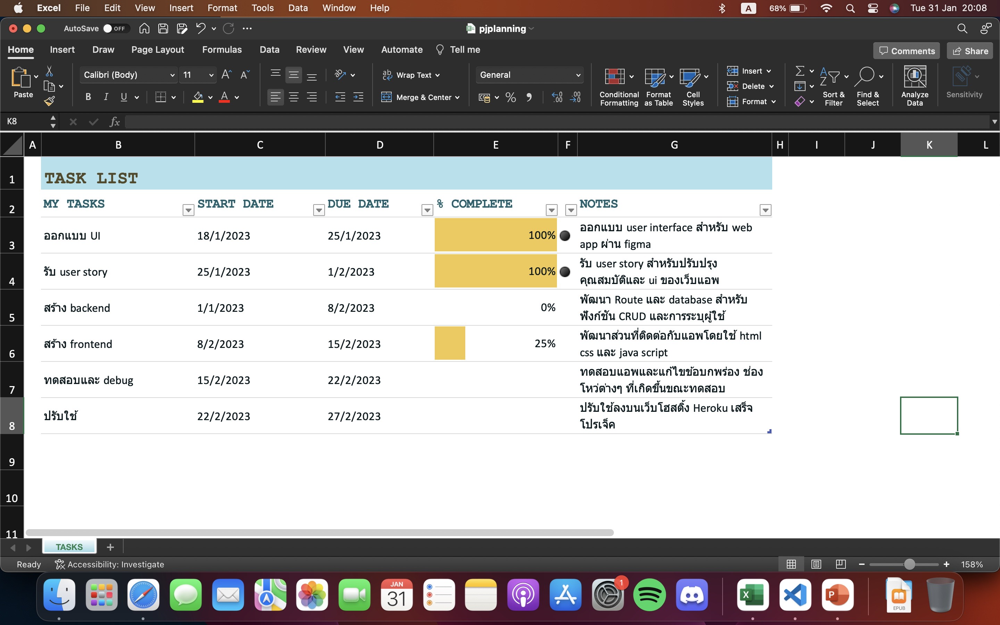 Excel File Edit View Insert Format Tools Data Window Help
A 68% Tue 31 Jan 20:08
AutoSave OFF
pjplanning
Home Insert Draw Page Layout Formulas Data Review View Automate Tell me
Comments Share
Paste
Calibri (Body) 11
B I U
Wrap Text
Merge & Center
General
Conditional Formatting
Format as Table
Cell Styles
Insert
Delete
Format
Sort & Filter
Find & Select
Analyze Data
Sensitivity
K8 fx
A B C D E F G H I J K L
1 TASK LIST
2 MY TASKS START DATE DUE DATE % COMPLETE NOTES
3 ออกแบบ UI 18/1/2023 25/1/2023 100% ออกแบบ user interface สำหรับ web
app ผ่าน figma
4 รับ user story 25/1/2023 1/2/2023 100% รับ user story สำหรับปรับปรุง
คุณสมบัติและ ui ของเว็บแอพ
5 สร้าง backend 1/1/2023 8/2/2023 0% พัฒนา Route และ database สำหรับ
ฟังก์ชัน CRUD และการระบุผู้ใช้
6 สร้าง frontend 8/2/2023 15/2/2023 25% พัฒนาส่วนที่ติดต่อกับแอพโดยใช้ html
css และ java script
7 ทดสอบและ debug 15/2/2023 22/2/2023 ทดสอบแอพและแก้ไขข้อบกพร่อง ช่อง
โหว่ต่างๆ ที่เกิดขึ้นขณะทดสอบ
8 ปรับใช้ 22/2/2023 27/2/2023 ปรับใช้ลงบนเว็บโฮสติ้ง Heroku เสร็จ
โปรเจ็ค
9
10
11
TASKS
Ready Accessibility: Investigate 158%
JAN
31
1
X
P
EPUB